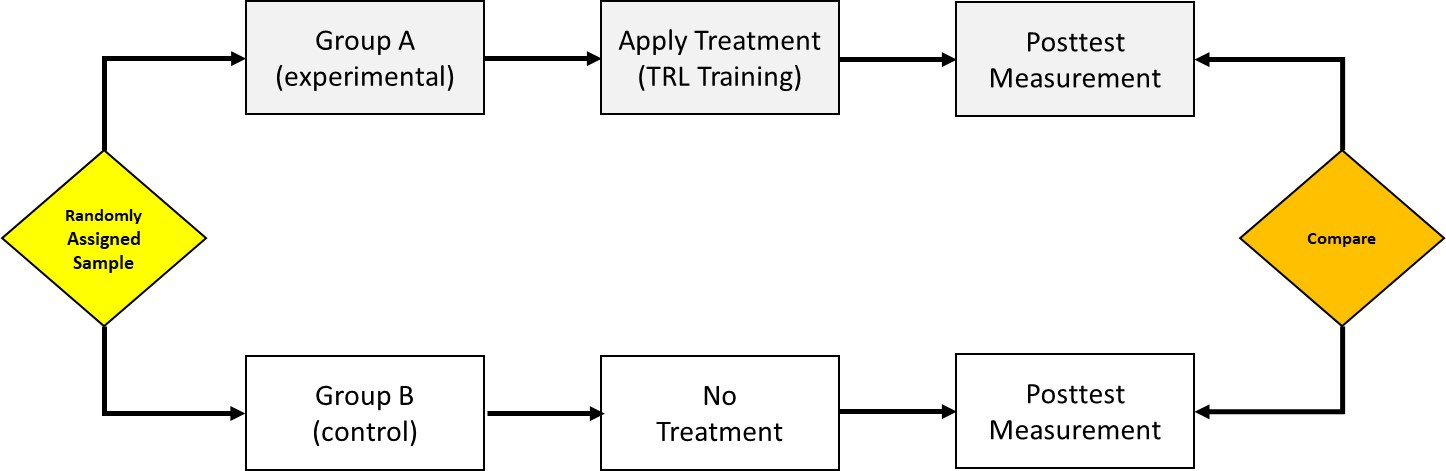 Group A
(experimental)
Apply Treatment
(TRL Training)
Posttest
Measurement
Randomly
Assigned
Sample
Compare
Group B
(control)
No
Treatment
Posttest
Measurement